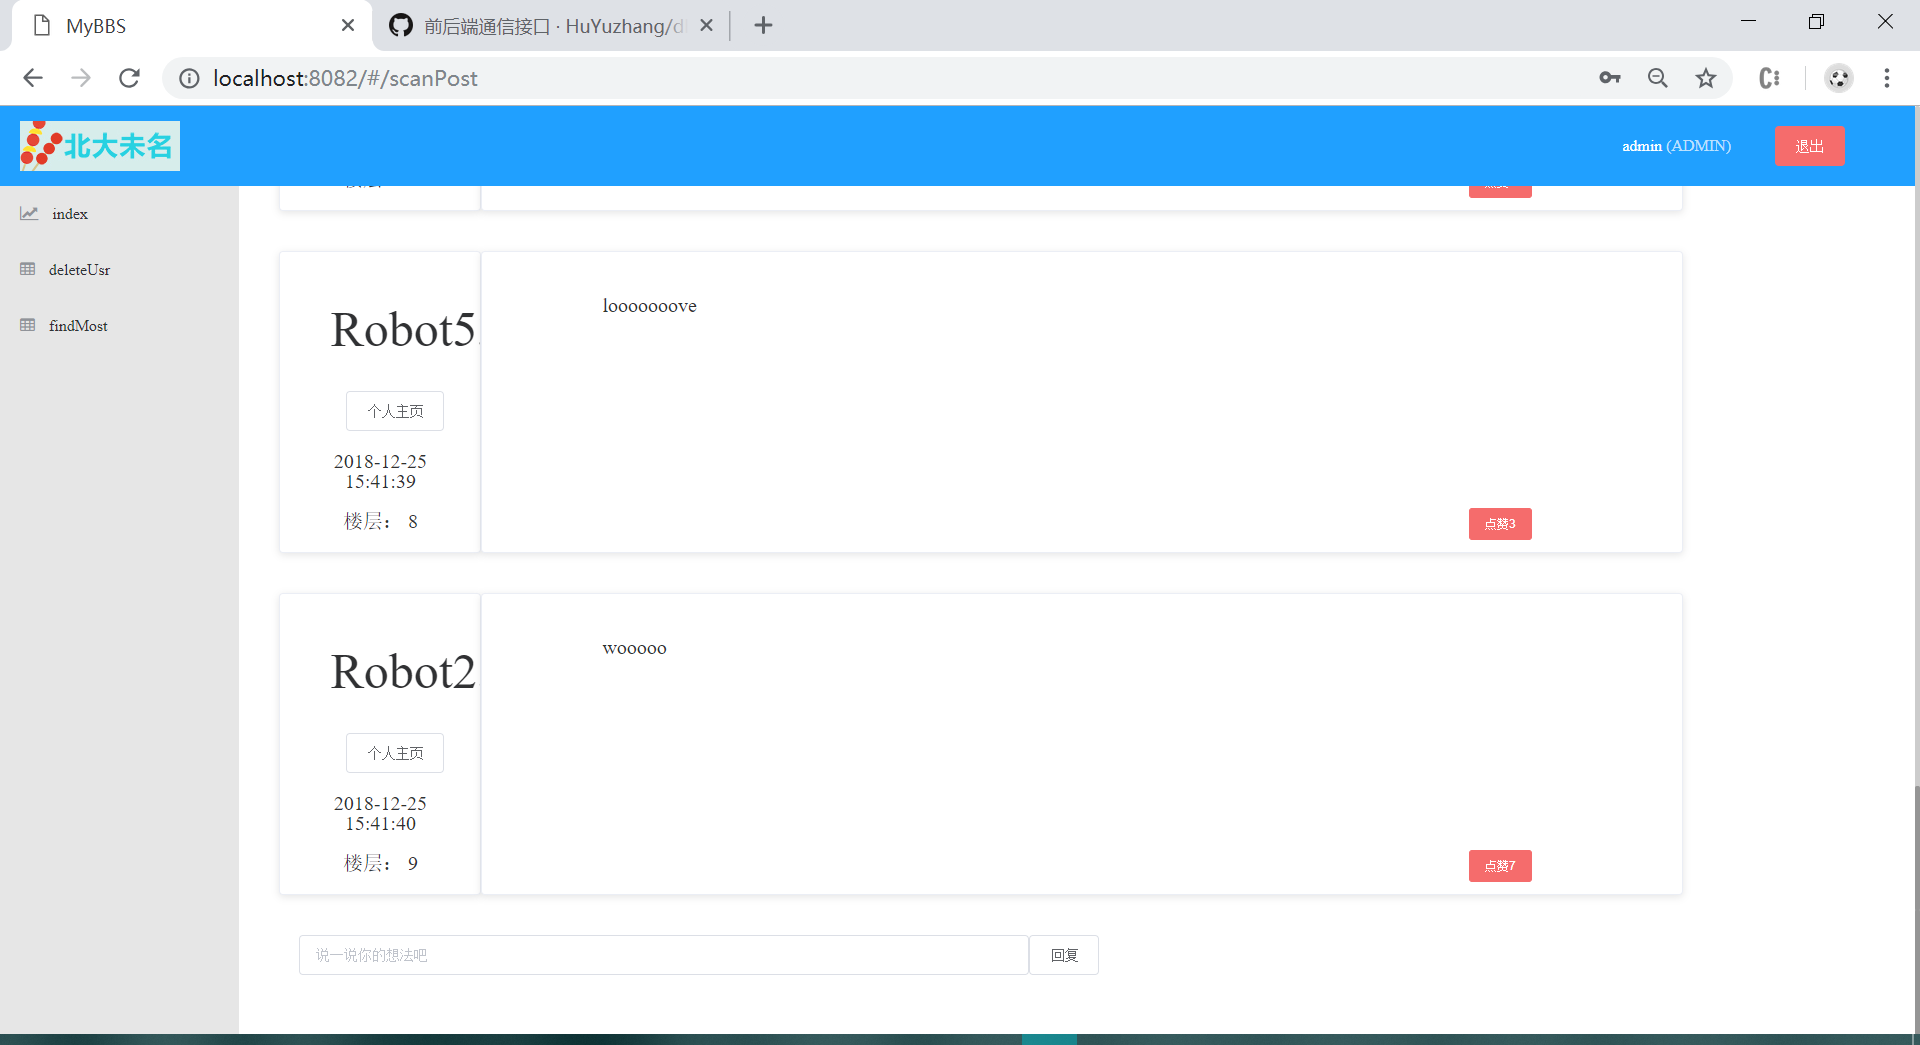 MyBBS
前后端通信接口 · HuYuzhang/d
localhost:8082/#/scanPost
北大未名
admin (ADMIN)
退出
index
deleteUsr
findMost
Robot5
looooooove
个人主页
2018-12-25
15:41:39
楼层： 8
点赞3
Robot2
wooooo
个人主页
2018-12-25
15:41:40
楼层： 9
点赞7
说一说你的想法吧
回复